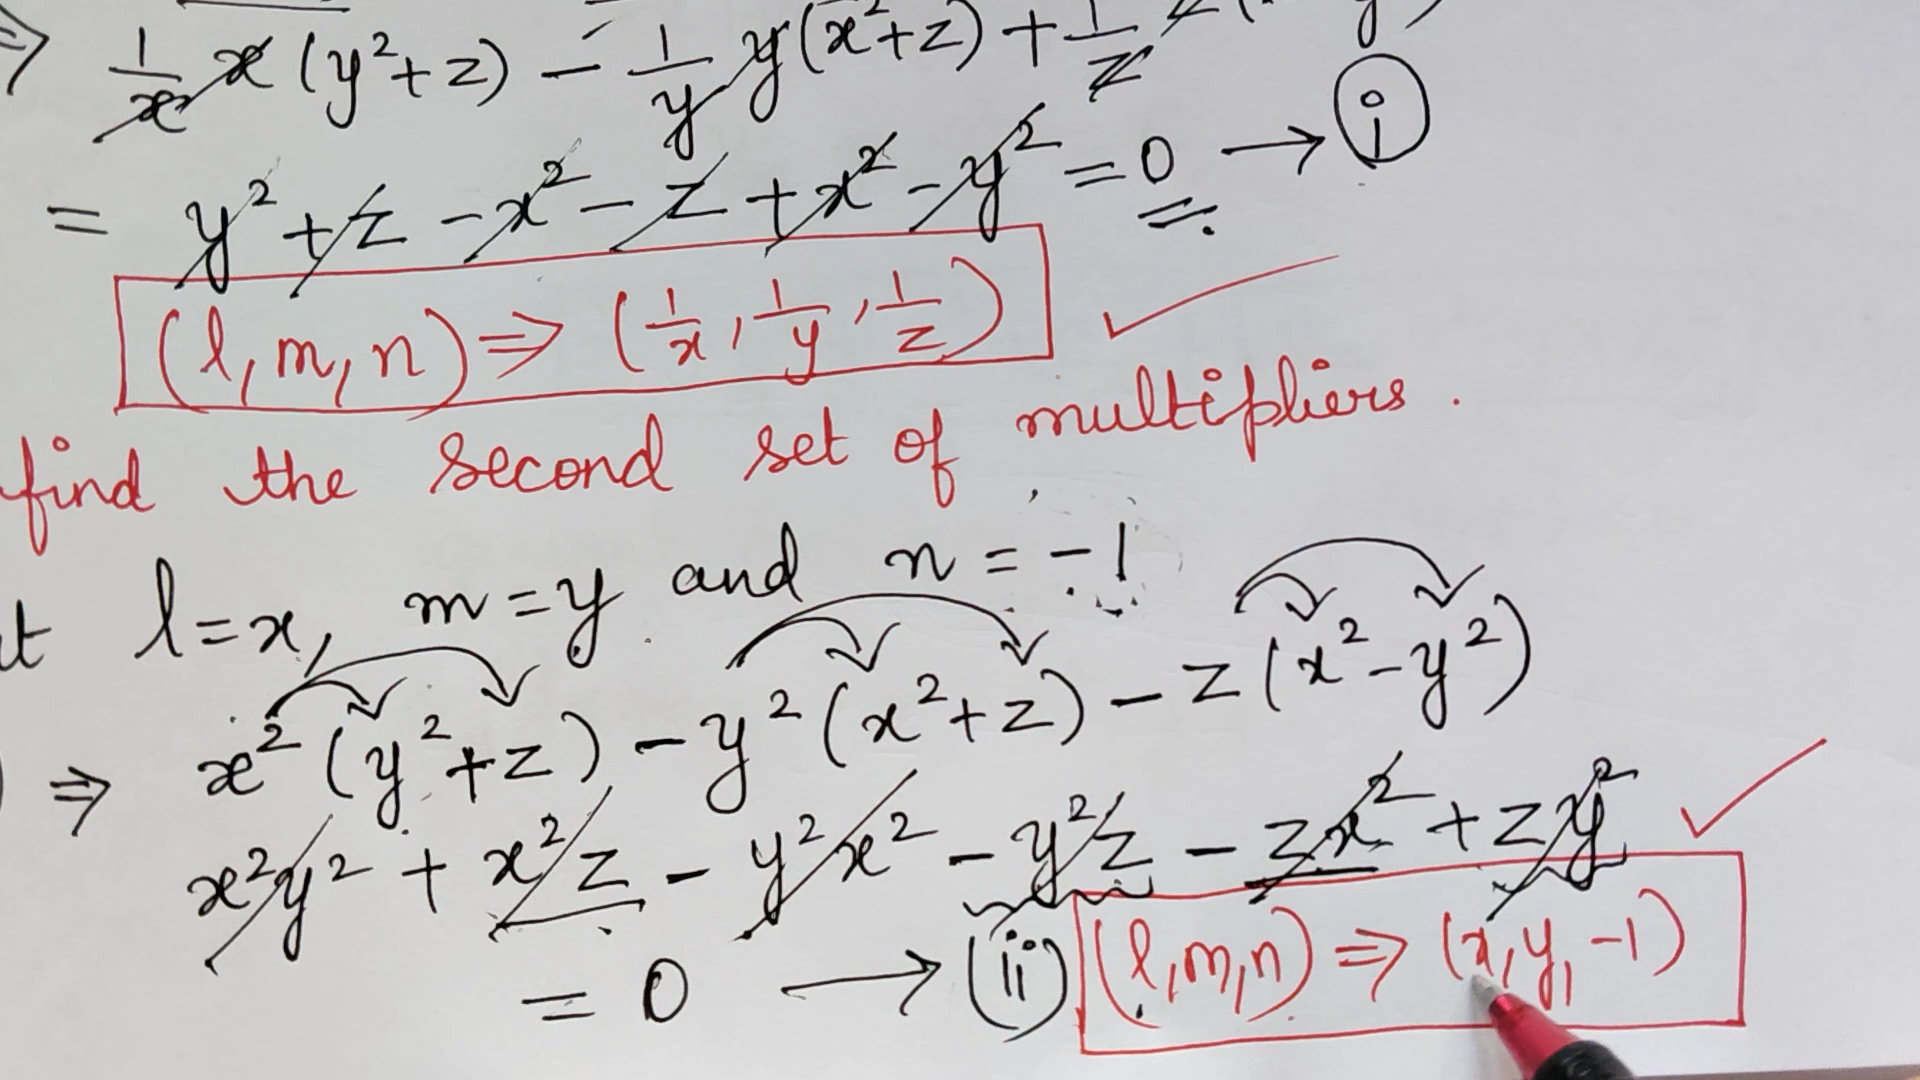 ⇒ 1/x x (y²+z) − 1/y y(x²+z) + 1/z z(
= y² + z − x² − z + x² − y² = 0 → (i)
(l, m, n) ⇒ (1/x, 1/y, 1/z) ✓
find the second set of multipliers.
l=x, m=y and n=-1
⇒ x²(y²+z) − y²(x²+z) − z(x²−y²)
x²y² + x²z − y²x² − y²z − zx² + zy² ✓
= 0 → (ii) (l, m, n) ⇒ (x, y, -1)